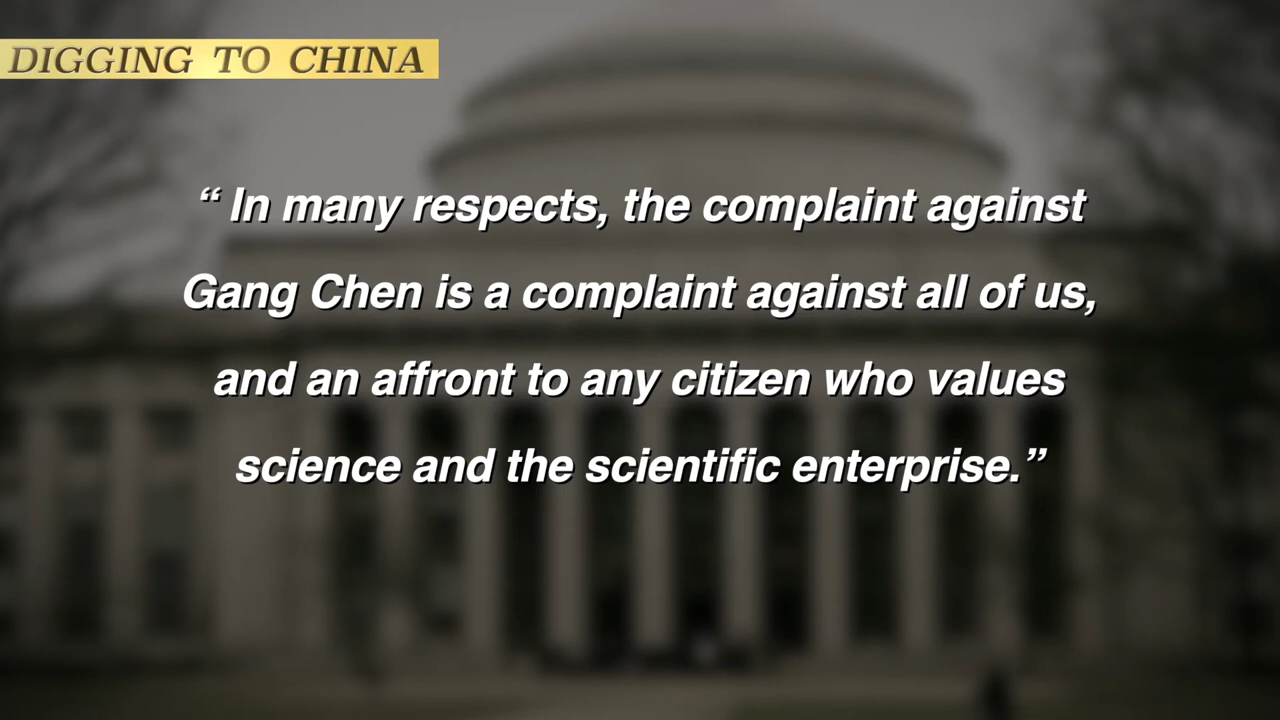 DIGGING TO CHINA
“ In many respects, the complaint against
Gang Chen is a complaint against all of us,
and an affront to any citizen who values
science and the scientific enterprise.”